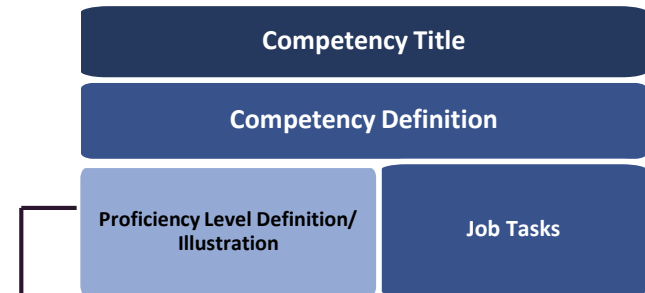 Competency Title
Competency Definition
Proficiency Level Definition/
Illustration
Job Tasks